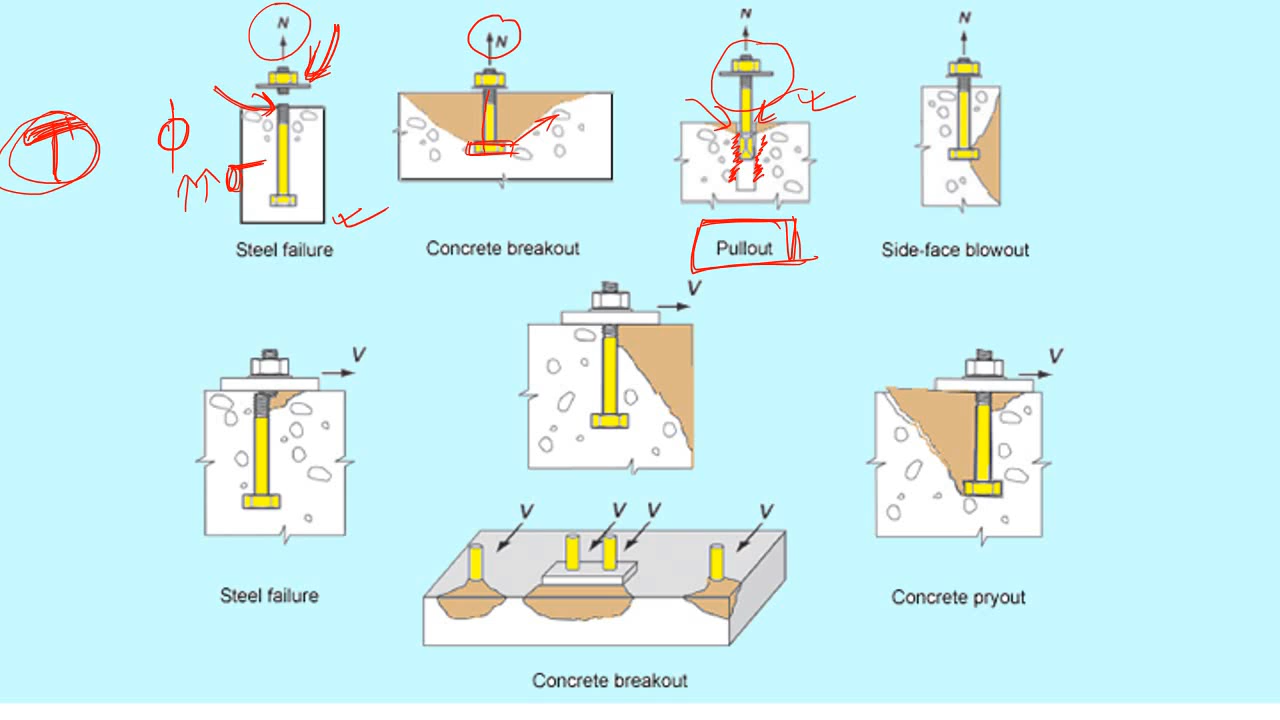 N
N
N
N
T
φ
σ
Steel failure
Concrete breakout
Pullout
Side-face blowout
V
V
V
Steel failure
V
V V
V
Concrete pryout
Concrete breakout